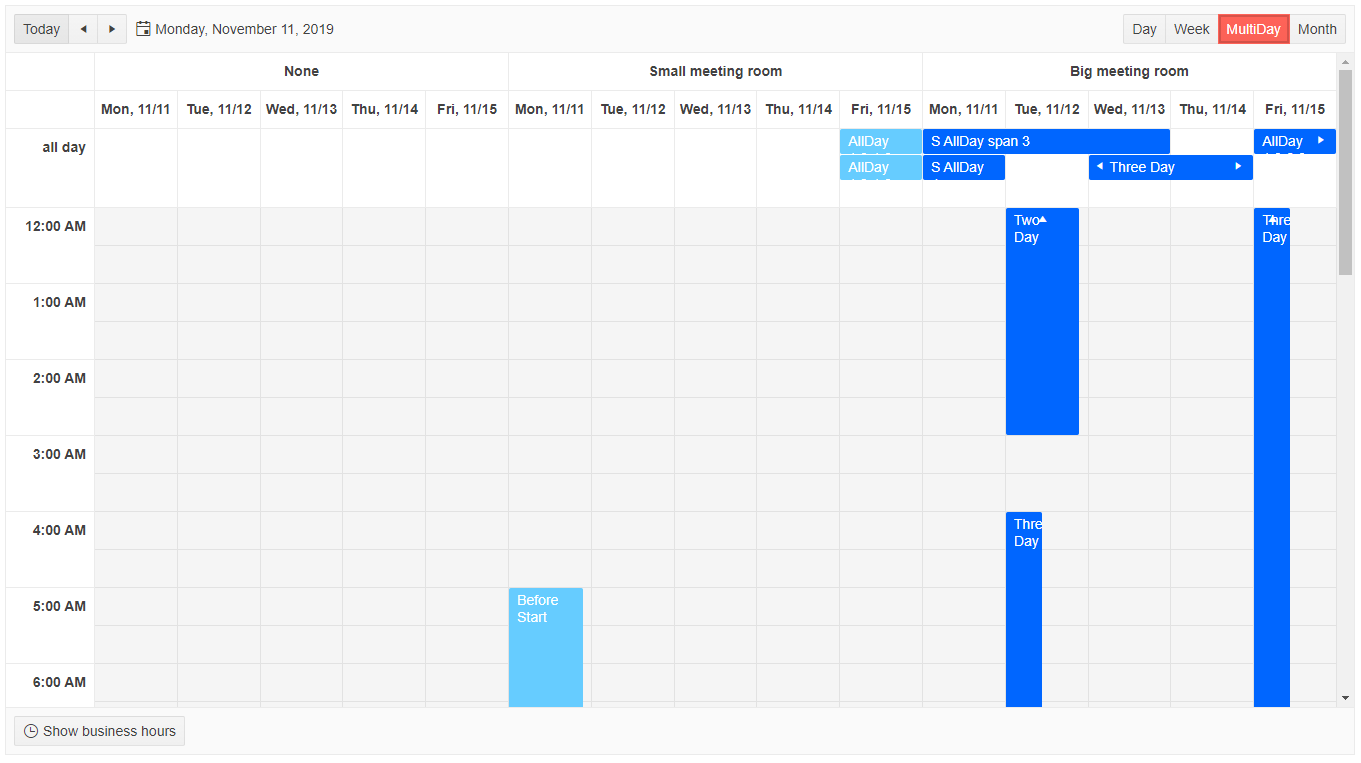 Today Monday, November 11, 2019 Day Week MultiDay Month
None Small meeting room Big meeting room
Mon, 11/11 Tue, 11/12 Wed, 11/13 Thu, 11/14 Fri, 11/15 Mon, 11/11 Tue, 11/12 Wed, 11/13 Thu, 11/14 Fri, 11/15 Mon, 11/11 Tue, 11/12 Wed, 11/13 Thu, 11/14 Fri, 11/15
all day
AllDay S AllDay span 3 AllDay
AllDay S AllDay Three Day
12:00 AM
Two
Day
Thre
Day
1:00 AM
2:00 AM
3:00 AM
4:00 AM
Thre
Day
5:00 AM
Before
Start
6:00 AM
Show business hours